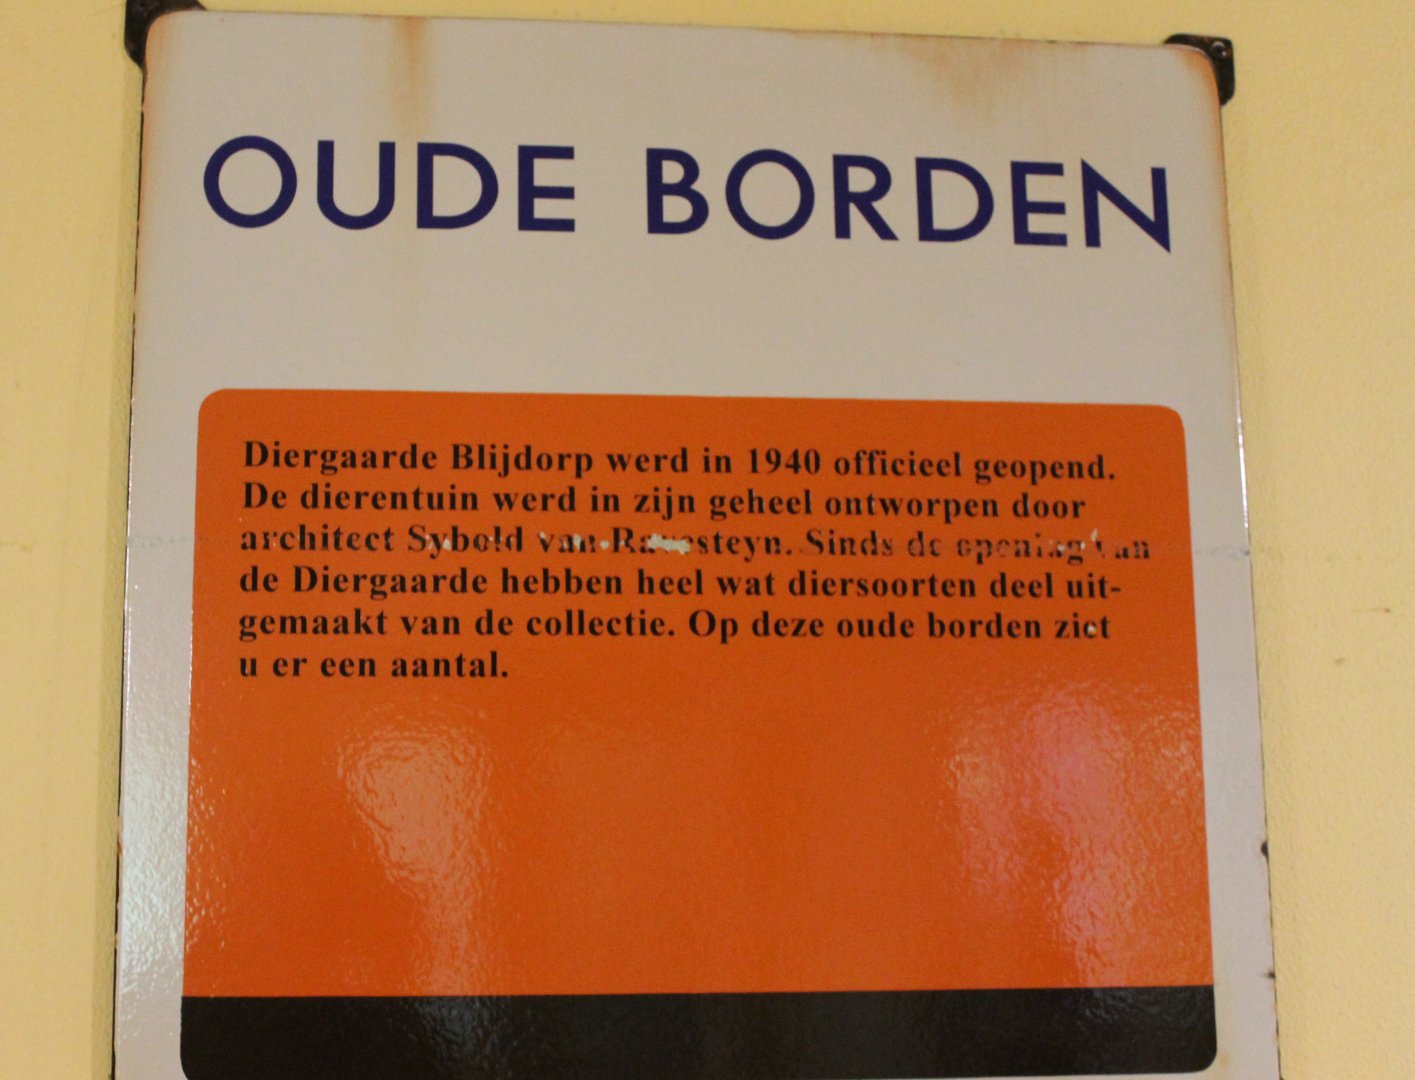 OUDE BORDEN
Diergaarde Blijdorp werd in 1940 officieel geopend.
De dierentuin werd in zijn geheel ontworpen door
architect Sybold van Ravesteyn. Sinds de opening van
de Diergaarde hebben heel wat diersoorten deel uit-
gemaakt van de collectie. Op deze oude borden ziet
u er een aantal.